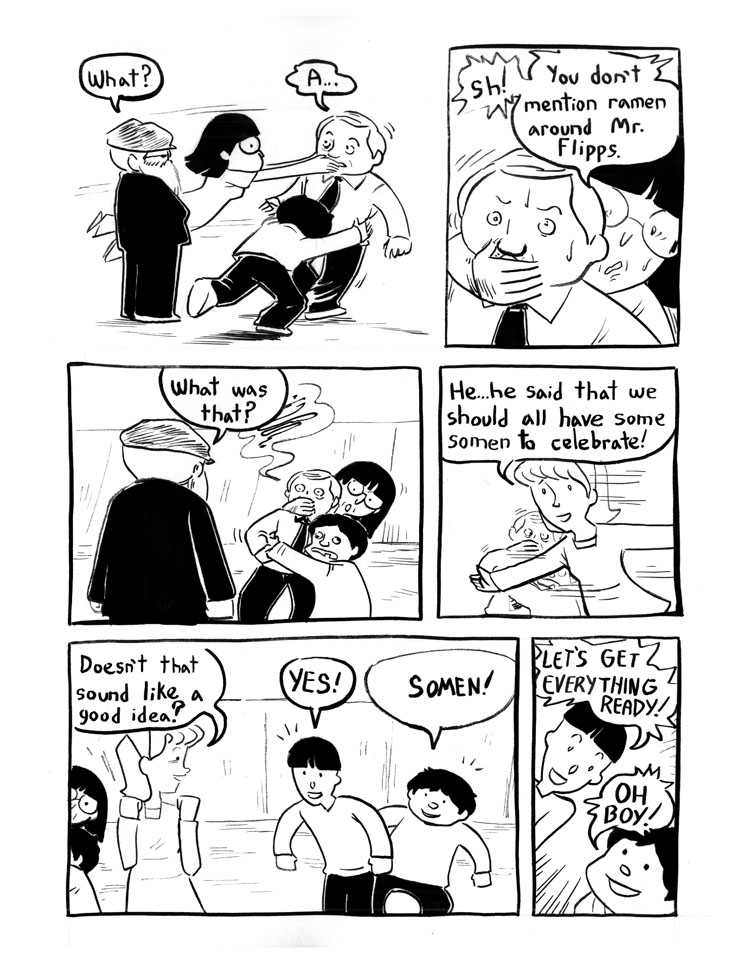 What?
A...
Sh!
You don't
mention ramen
around Mr.
Flipps.
What was
that?
He...he said that we
should all have some
somen to celebrate!
Doesn't that
sound like a
good idea?
YES!
SOMEN!
LET'S GET
EVERYTHING
READY!
OH
BOY!